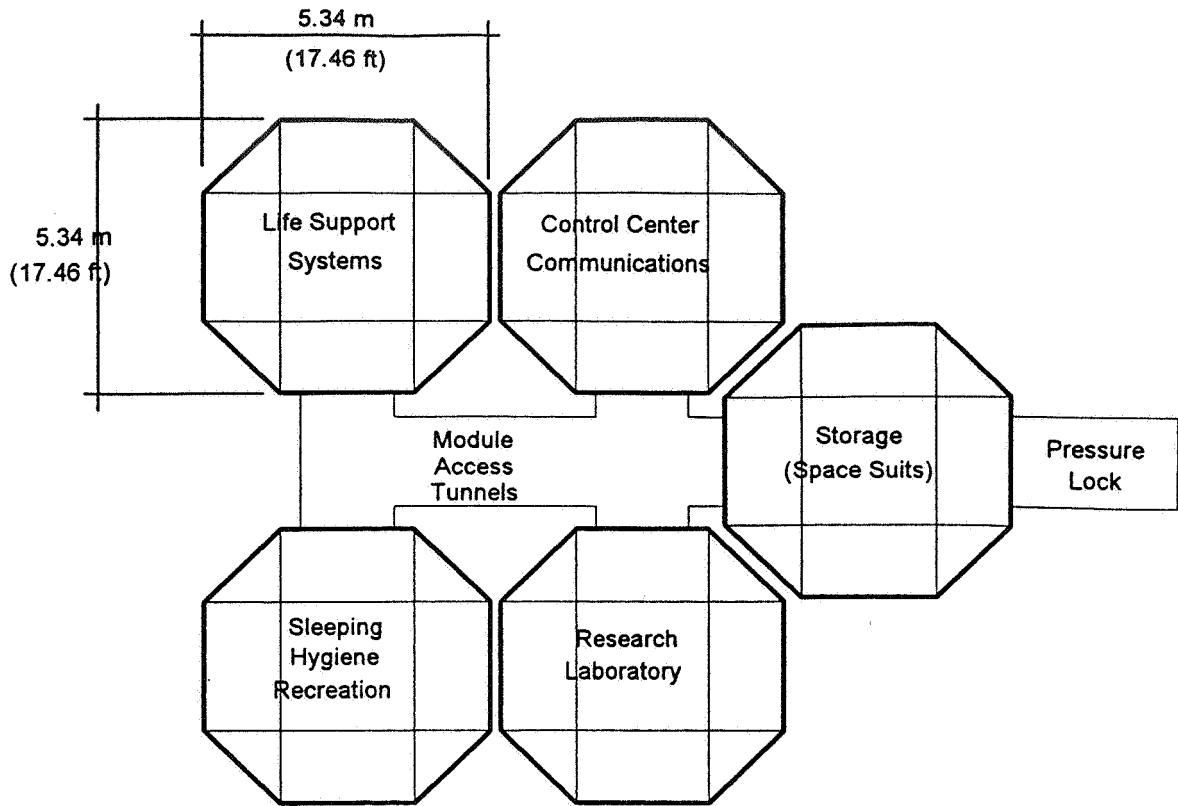 5.34 m
(17.46 ft)
5.34 m
(17.46 ft)
Life Support
Systems
Control Center
Communications
Module
Access
Tunnels
Storage
(Space Suits)
Pressure
Lock
Sleeping
Hygiene
Recreation
Research
Laboratory